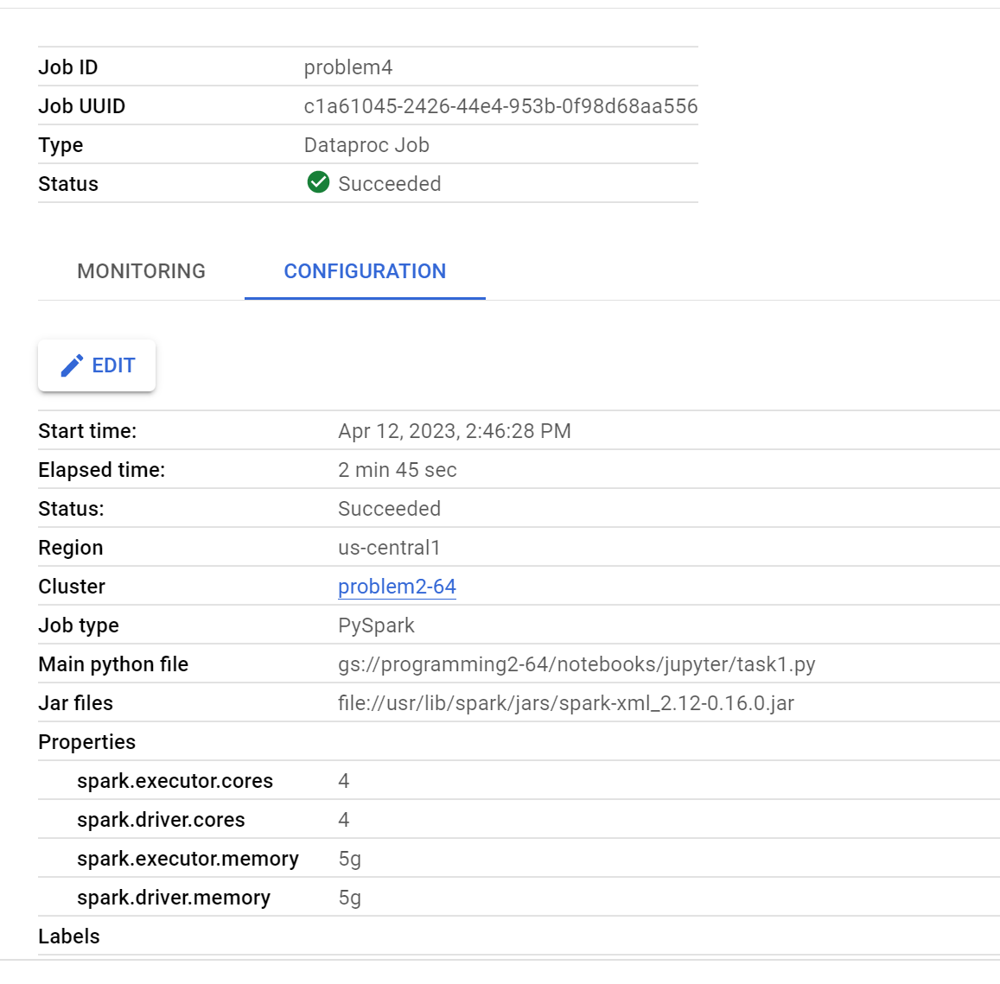 Job ID problem4
Job UUID c1a61045-2426-44e4-953b-0f98d68aa556
Type Dataproc Job
Status Succeeded
MONITORING CONFIGURATION
EDIT
Start time: Apr 12, 2023, 2:46:28 PM
Elapsed time: 2 min 45 sec
Status: Succeeded
Region us-central1
Cluster problem2-64
Job type PySpark
Main python file gs://programming2-64/notebooks/jupyter/task1.py
Jar files file://usr/lib/spark/jars/spark-xml_2.12-0.16.0.jar
Properties
spark.executor.cores 4
spark.driver.cores 4
spark.executor.memory 5g
spark.driver.memory 5g
Labels